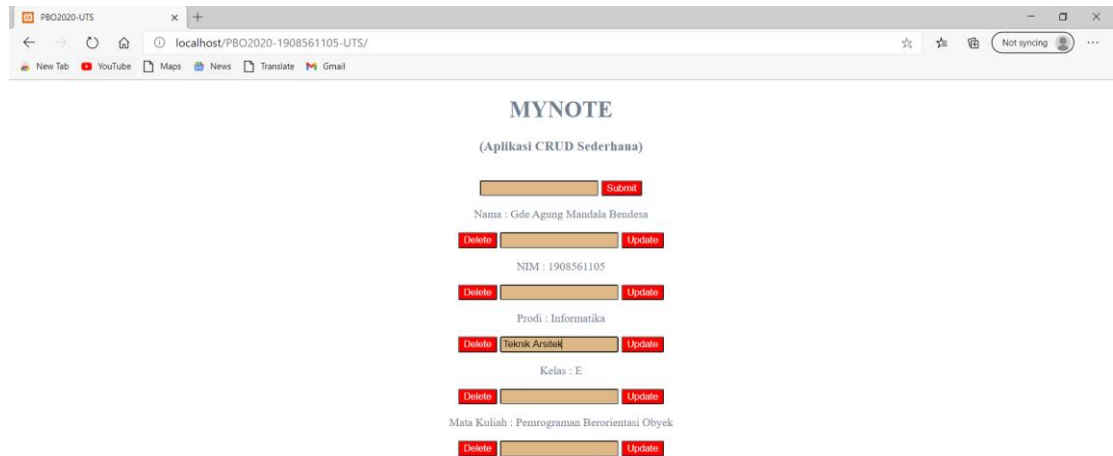 PBO2020-UTS
localhost/PBO2020-1908561105-UTS/
Not syncing
New Tab YouTube Maps News Translate Gmail
MYNOTE
(Aplikasi CRUD Sederhana)
Submit
Nama : Gde Agung Mandala Bendesa
Delete Update
NIM : 1908561105
Delete Update
Prodi : Informatika
Delete Teknik Arsitek Update
Kelas : E
Delete Update
Mata Kuliah : Pemrograman Berorientasi Obyek
Delete Update